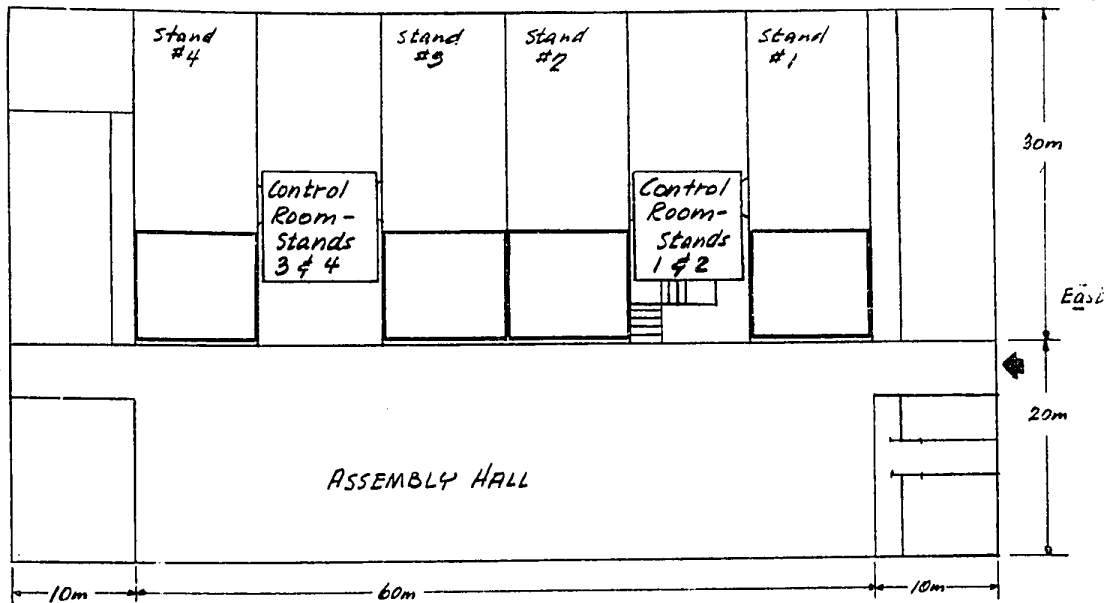 Stand
#4
Stand
#3
Stand
#2
Stand
#1
Control
Room-
Stands
3 & 4
Control
Room-
Stands
1 & 2
30m
East
20m
ASSEMBLY HALL
10m
60m
10m